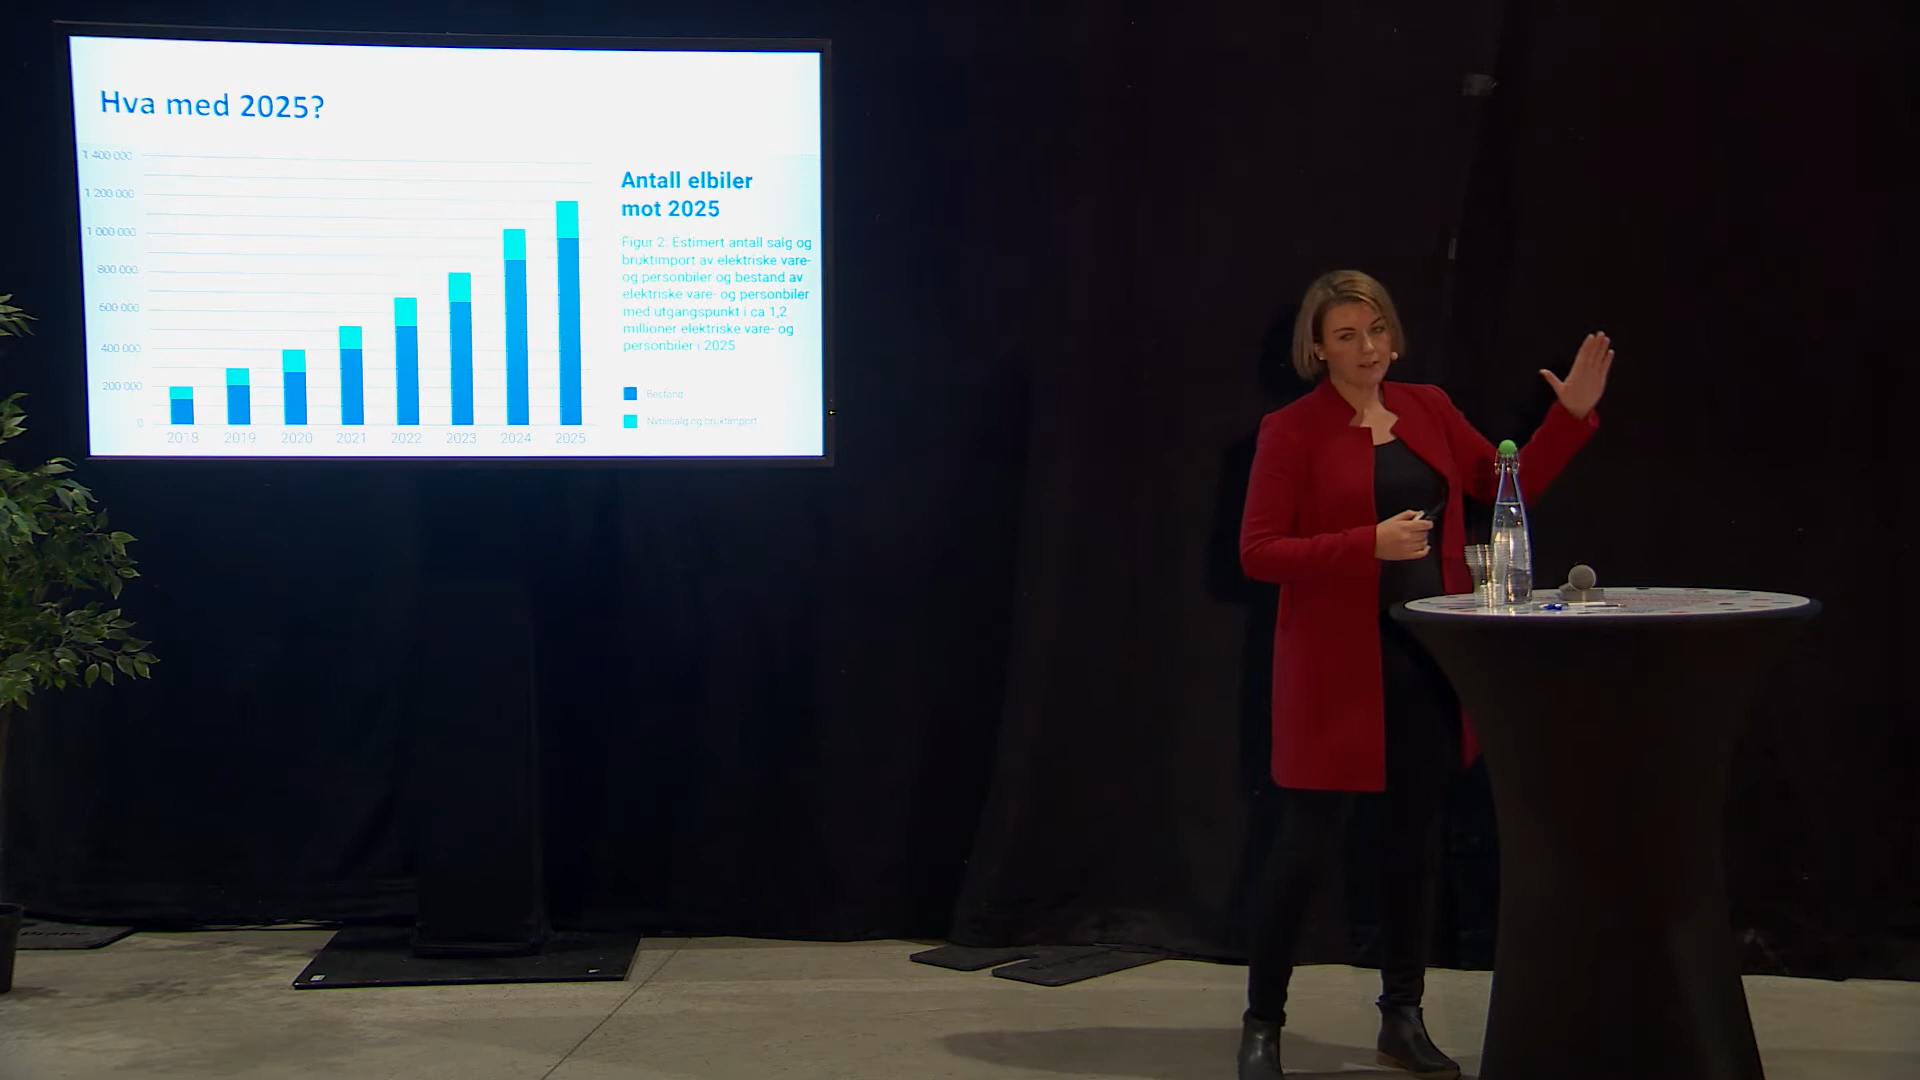 Hva med 2025?
1 400 000
1 200 000
1 000 000
800 000
600 000
400 000
200 000
0
2018 2019 2020 2021 2022 2023 2024 2025
Antall elbiler
mot 2025
Figur 2: Estimert antall salg og
bruktimport av elektriske vare-
og personbiler og bestand av
elektriske vare- og personbiler
med utgangspunkt i ca 1,2
millioner elektriske vare- og
personbiler i 2025
Bestand
Nybilsalg og bruktimport